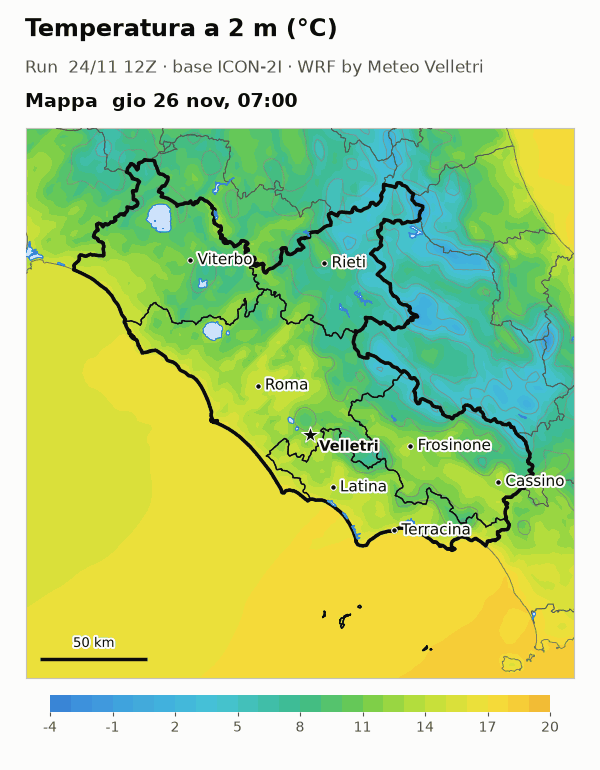 Temperatura a 2 m (°C)
Run  24/11 12Z · base ICON-2I · WRF by Meteo Velletri
Mappa  gio 26 nov, 07:00
Viterbo
Rieti
Roma
Velletri
Frosinone
Cassino
Latina
Terracina
50 km
-4 -1 2 5 8 11 14 17 20